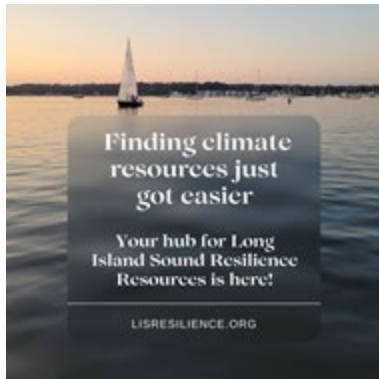 Finding climate
resources just
got easier
Your hub for Long
Island Sound Resilience
Resources is here!
LISRESILIENCE.ORG